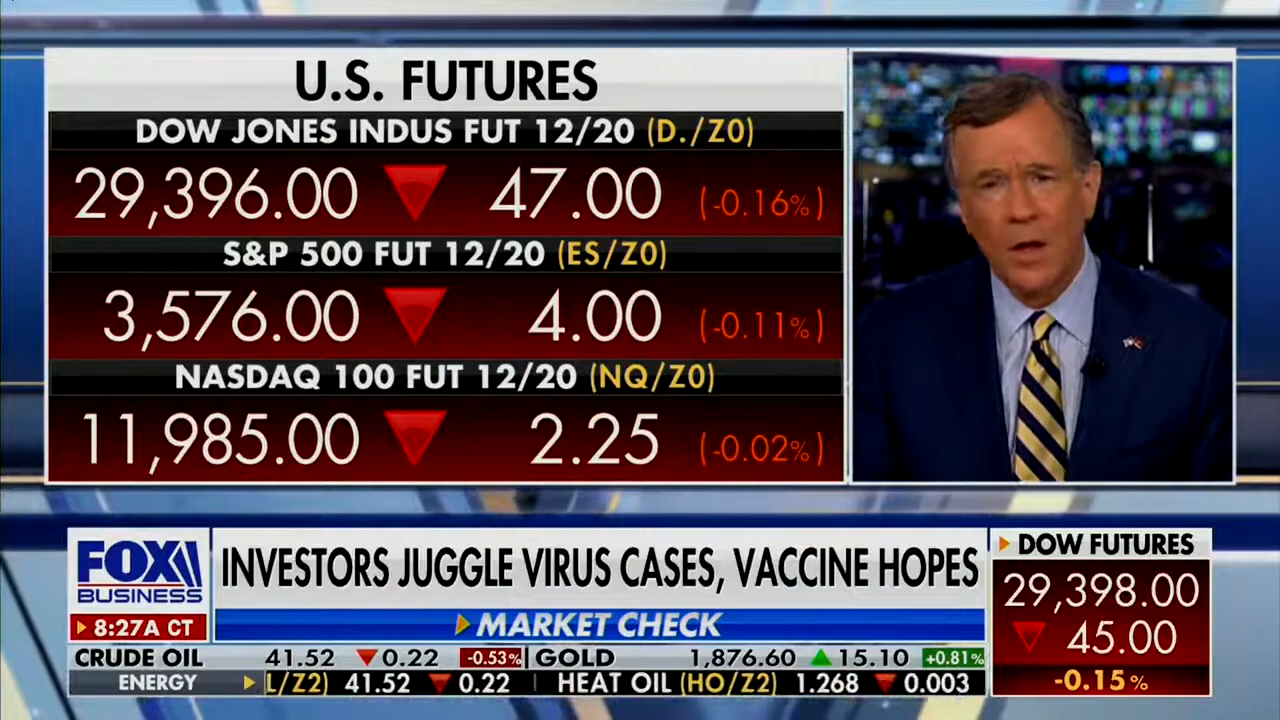 U.S. FUTURES
DOW JONES INDUS FUT 12/20 (D./Z0)
29,396.00 ▼ 47.00 (-0.16%)
S&P 500 FUT 12/20 (ES/Z0)
3,576.00 ▼ 4.00 (-0.11%)
NASDAQ 100 FUT 12/20 (NQ/Z0)
11,985.00 ▼ 2.25 (-0.02%)
FOX
BUSINESS
8:27A CT
INVESTORS JUGGLE VIRUS CASES, VACCINE HOPES
MARKET CHECK
DOW FUTURES
29,398.00
▼ 45.00
-0.15%
CRUDE OIL 41.52 ▼ 0.22 -0.53% GOLD 1,876.60 ▲ 15.10 +0.81%
ENERGY L/Z2) 41.52 ▼ 0.22 HEAT OIL (HO/Z2) 1.268 ▼ 0.003